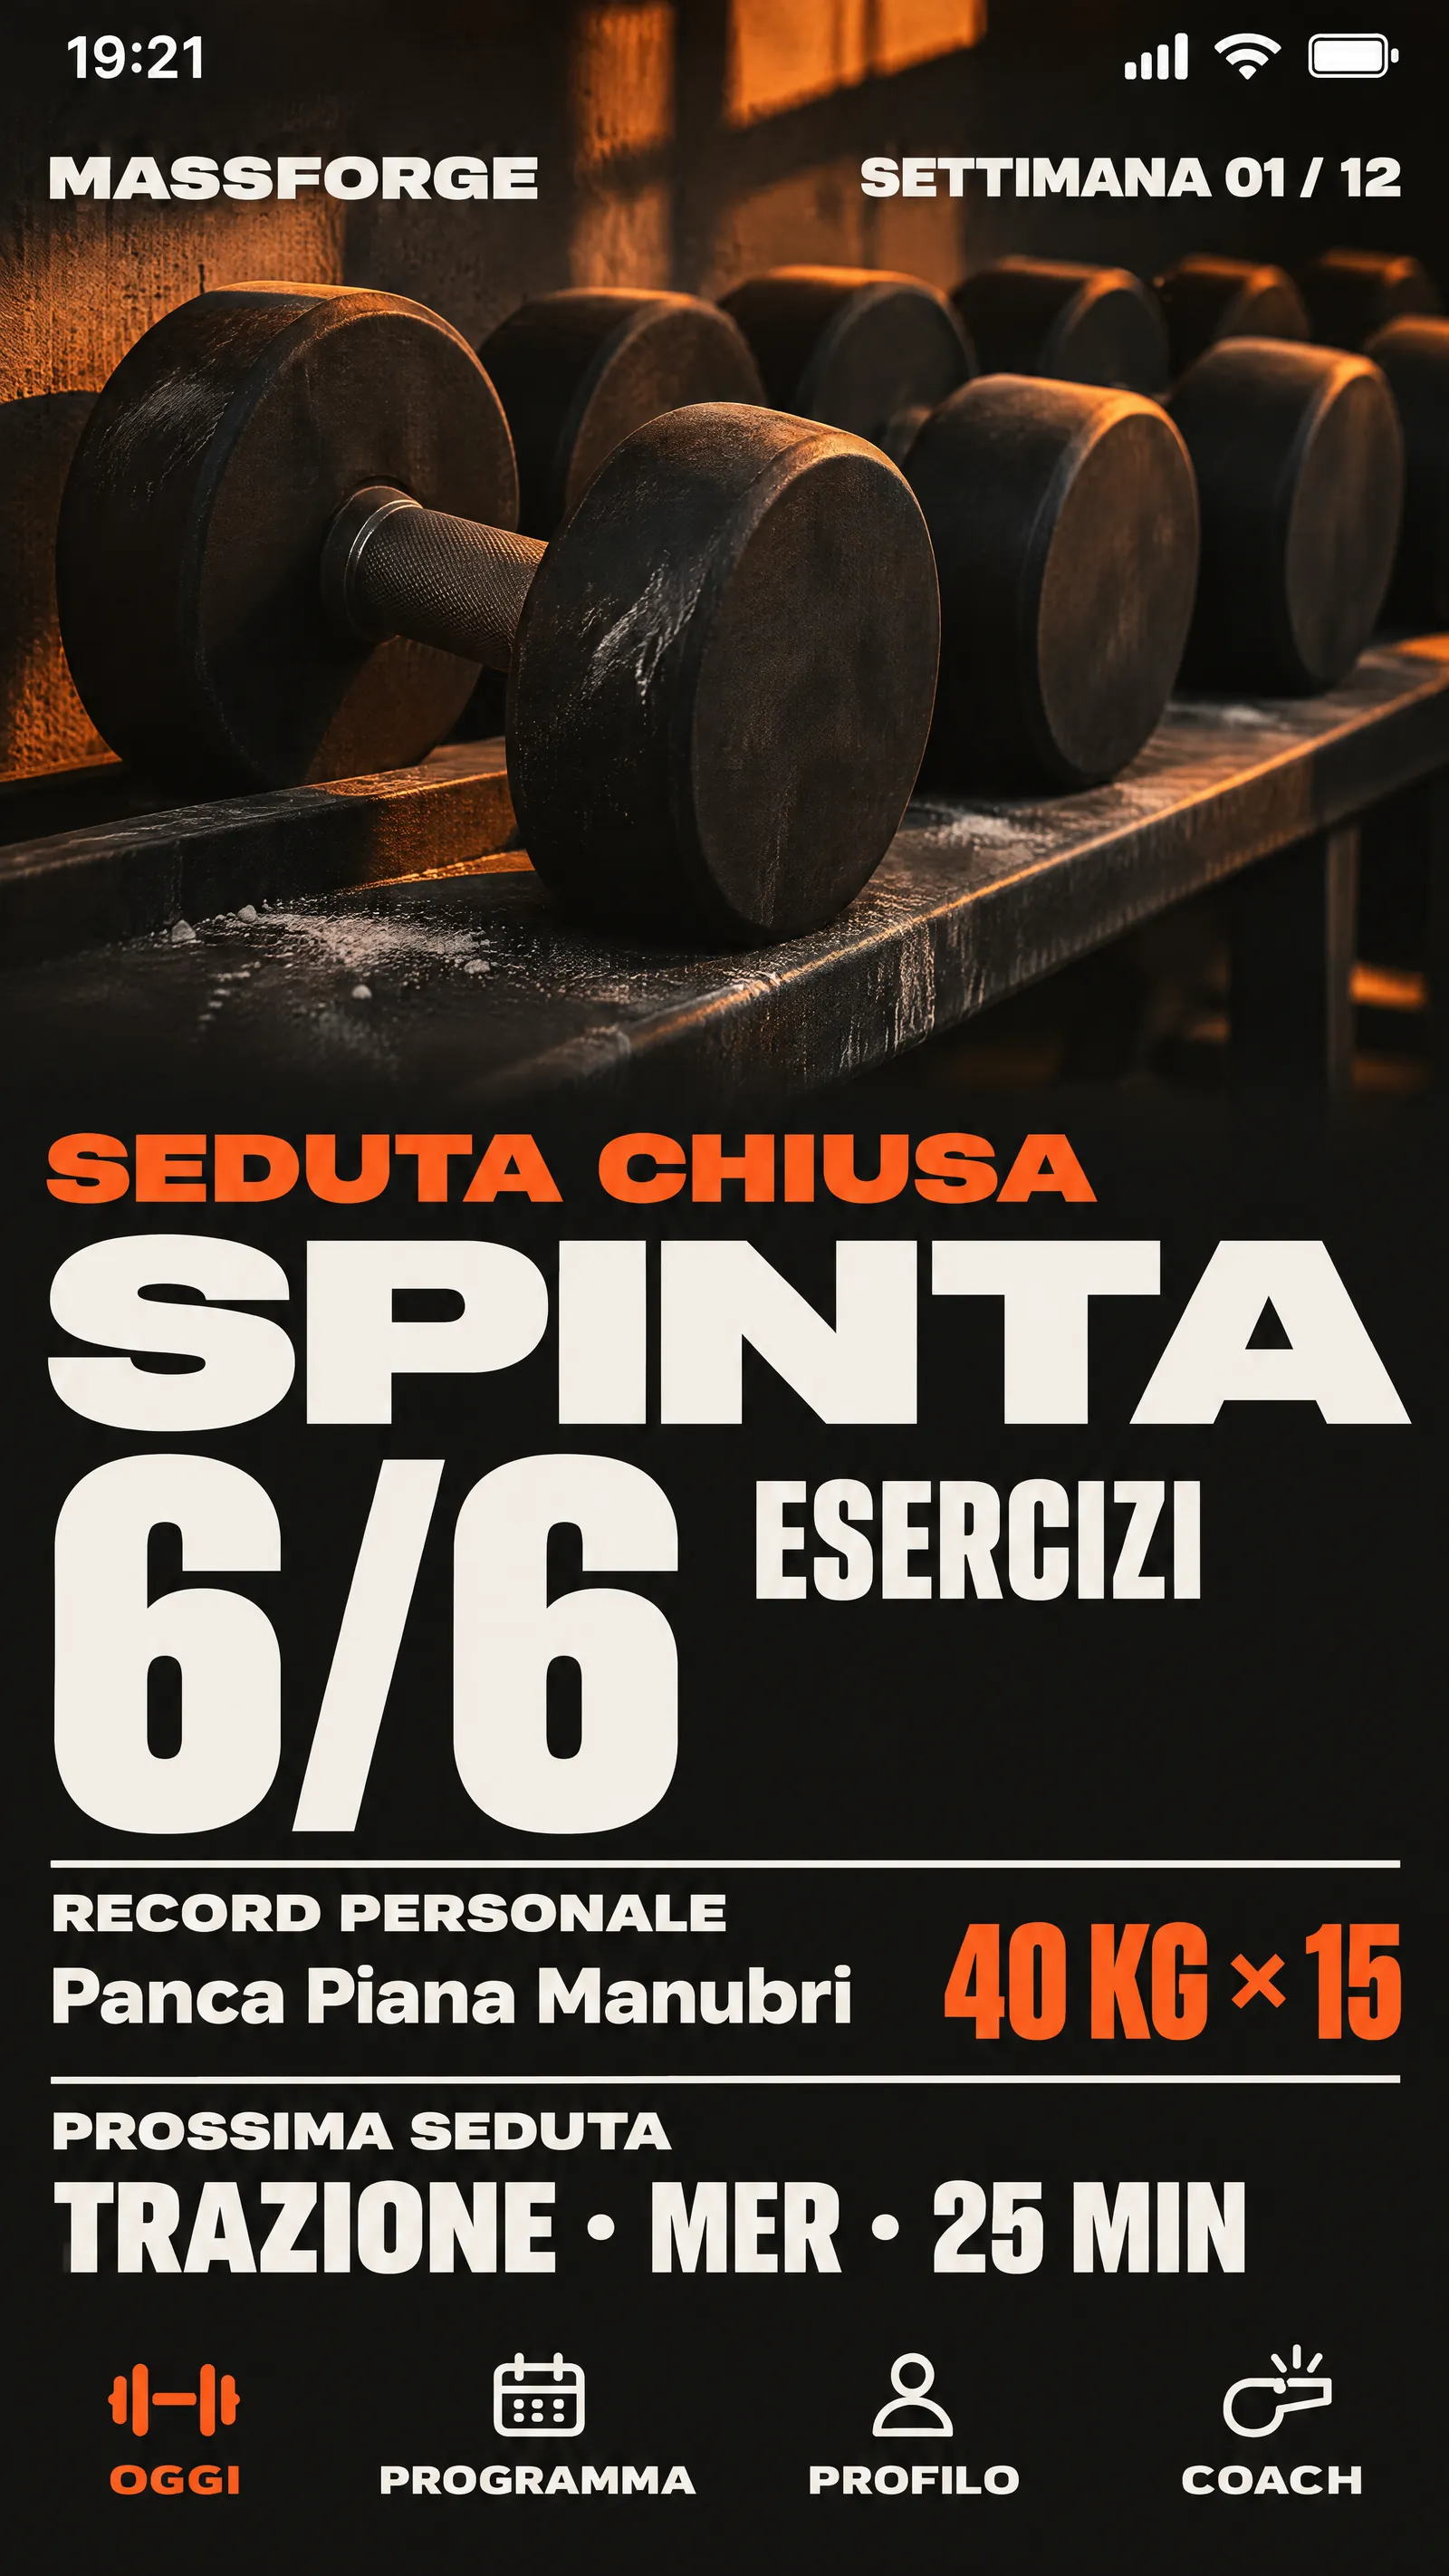 19:21
MASSFORGE
SETTIMANA 01 / 12
SEDUTA CHIUSA
SPINTA
6/6 ESERCIZI
RECORD PERSONALE
Panca Piana Manubri
40 KG × 15
PROSSIMA SEDUTA
TRAZIONE • MER • 25 MIN
OGGI
PROGRAMMA
PROFILO
COACH